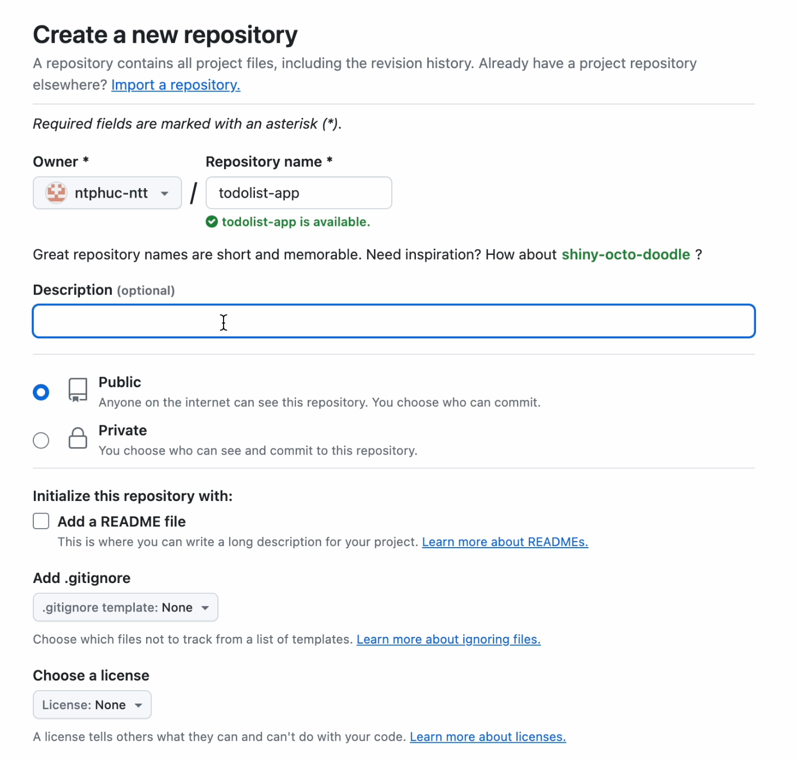 Create a new repository
A repository contains all project files, including the revision history. Already have a project repository
elsewhere? Import a repository.
Required fields are marked with an asterisk (*).
Owner * Repository name *
ntphuc-ntt / todolist-app
todolist-app is available.
Great repository names are short and memorable. Need inspiration? How about shiny-octo-doodle ?
Description (optional)
Public
Anyone on the internet can see this repository. You choose who can commit.
Private
You choose who can see and commit to this repository.
Initialize this repository with:
Add a README file
This is where you can write a long description for your project. Learn more about READMEs.
Add .gitignore
.gitignore template: None
Choose which files not to track from a list of templates. Learn more about ignoring files.
Choose a license
License: None
A license tells others what they can and can't do with your code. Learn more about licenses.